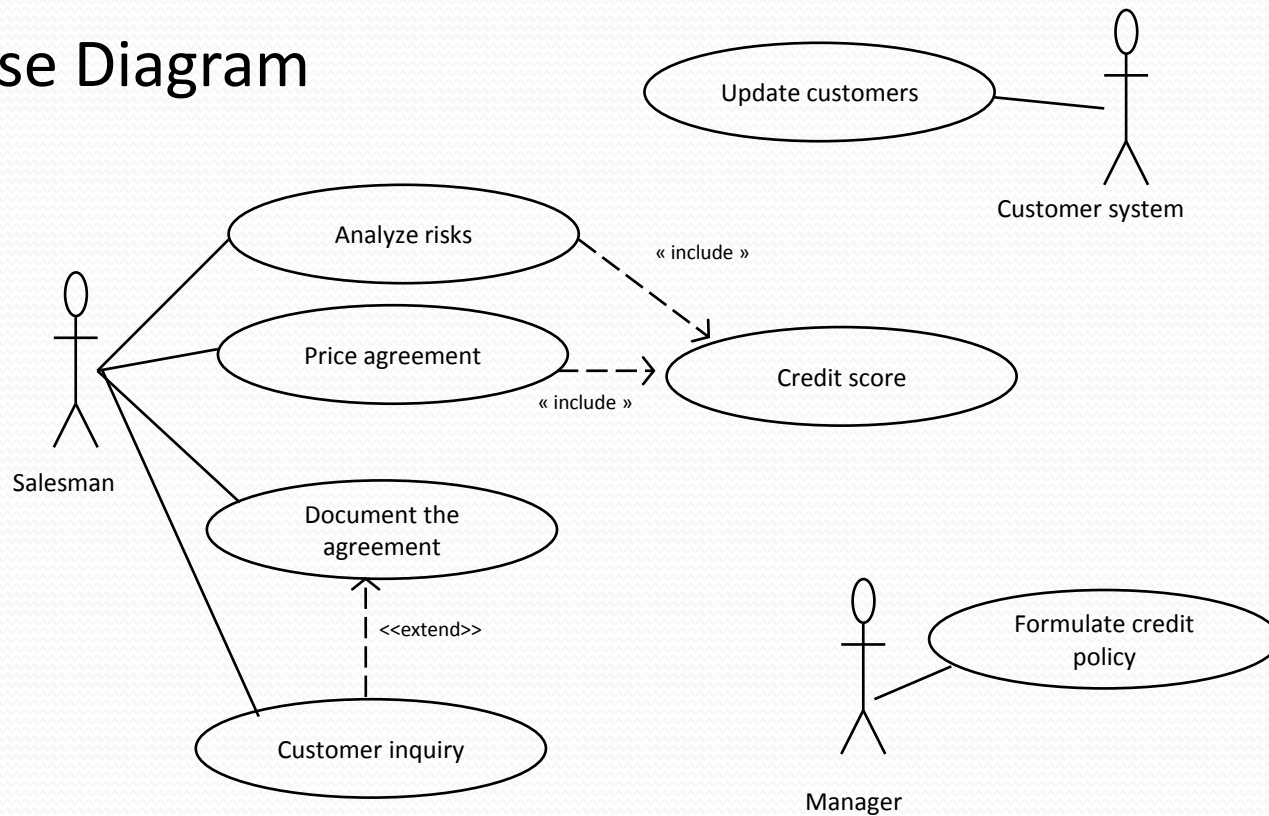 se Diagram
Update customers
Customer system
Analyze risks
« include »
Price agreement
Credit score
« include »
Salesman
Document the
agreement
<<extend>>
Formulate credit
policy
Customer inquiry
Manager